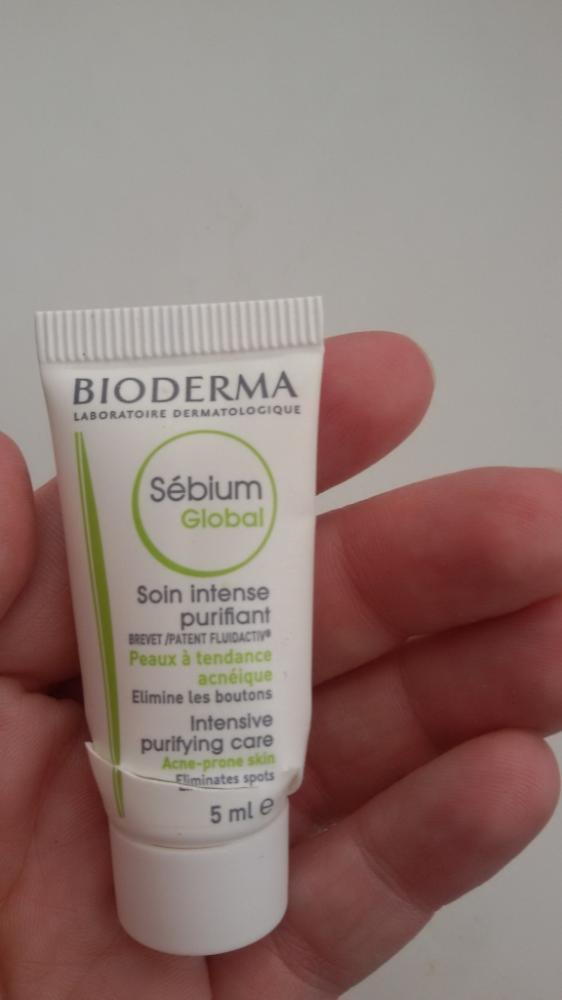 BIODERMA
LABORATOIRE DERMATOLOGIQUE
Sébium
Global
Soin intense
purifiant
BREVET/PATENT FLUIDACTIV®
Peaux à tendance
acnéique
Elimine les boutons
Intensive
purifying care
Acne-prone skin
Eliminates spots
5 ml e